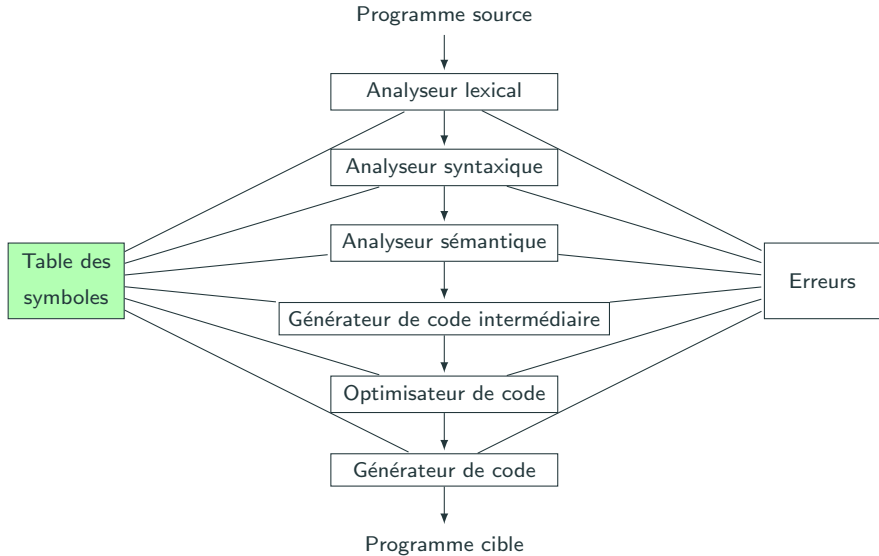 Programme source
Analyseur lexical
Analyseur syntaxique
Analyseur sémantique
Table des
symboles
Erreurs
Générateur de code intermédiaire
Optimisateur de code
Générateur de code
Programme cible